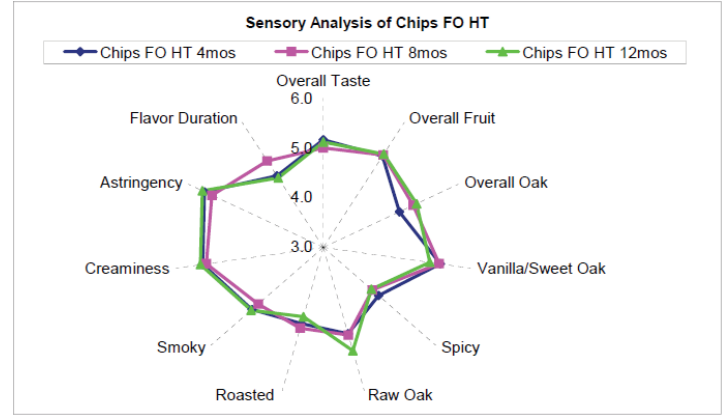 Sensory Analysis of Chips FO HT
Chips FO HT 4mos Chips FO HT 8mos Chips FO HT 12mos
Overall Taste
6.0
Flavor Duration Overall Fruit
5.0
Astringency Overall Oak
4.0
3.0
Creaminess Vanilla/Sweet Oak
Smoky Spicy
Roasted Raw Oak